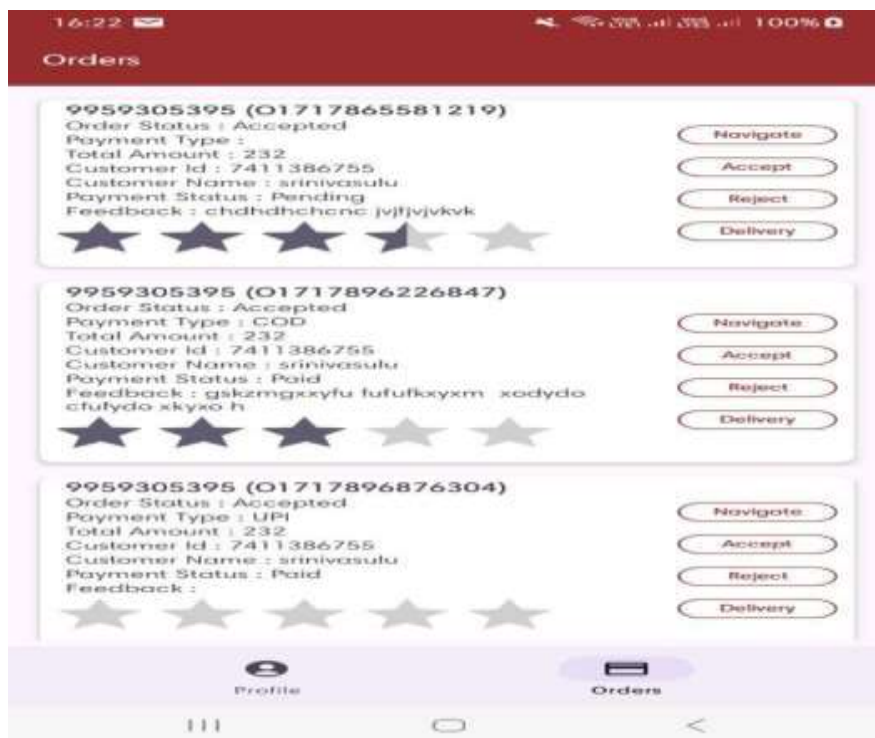 16:22
100%
Orders
9959305395 (O1717865581219)
Order Status : Accepted
Payment Type :
Total Amount : 232
Customer Id : 7411386755
Customer Name : srinivasulu
Payment Status : Pending
Feedback : chdhdhchcnc jvjfjvjvkvk
Navigate
Accept
Reject
Delivery
9959305395 (O1717896226847)
Order Status : Accepted
Payment Type : COD
Total Amount : 232
Customer Id : 7411386755
Customer Name : srinivasulu
Payment Status : Paid
Feedback : gskzmgxxyfu fufufkxyxm xodydo
cfufydo xkyxo h
Navigate
Accept
Reject
Delivery
9959305395 (O1717896876304)
Order Status : Accepted
Payment Type : UPI
Total Amount : 232
Customer Id : 7411386755
Customer Name : srinivasulu
Payment Status : Paid
Feedback :
Navigate
Accept
Reject
Delivery
Profile
Orders